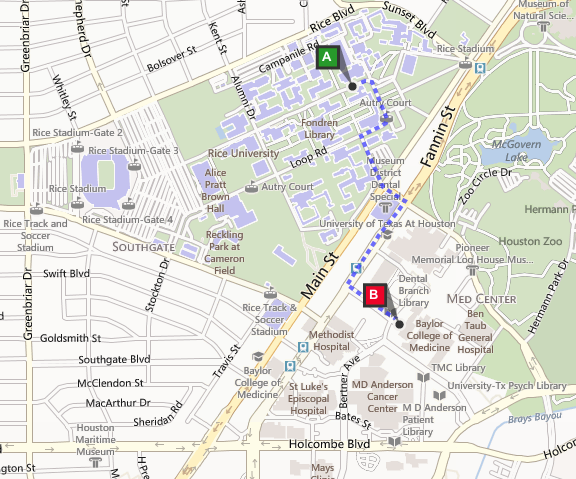 Greenbriar Dr
Shepherd Dr
Kent St
Rice Blvd
Sunset Blvd
Museum of
Natural Scie...
Bolsover St
Campanile Rd
A
Rice Stadium
Whitley St
Alumni Dr
Autry Court
Fondren
Library
Fannin St
Rice Stadium-Gate 2
Rice Stadium-Gate 3
Rice University
Loop Rd
McGovern
Lake
Museum
District
Dental
Special
Zoo Circle Dr
Rice Stadium
Alice
Pratt
Brown
Hall
Autry Court
Rice Stadium-Gate 4
Hermann P
Rice Track and
Soccer
Stadium
University of Texas At Houston
Reckling
Park at
Cameron
Field
Southgate
Houston Zoo
Pioneer
Memorial Log House Mus...
Main St
Swift Blvd
Stockton Dr
Greenbriar Dr
Dental
Branch
Library
B
Med Center
Hermann Park Dr
Rice Track &
Soccer
Stadium
Baylor
College of
Medicine
Ben
Taub
General
Hospital
Goldsmith St
Methodist
Hospital
Travis St
Southgate Blvd
Baylor
College of
Medicine
TMC Library
McClendon St
St Luke's
Episcopal
Hospital
Bertner Ave
MD Anderson
Cancer
Center
University-Tx Psych Library
MacArthur Dr
M D Anderson
Patient
Library
Sheridan Rd
Bates St
Brays Bayou
Houston
Maritime
Museum
Holcombe Blvd
Holco
ngton St
H Pre
Mays
Clinic